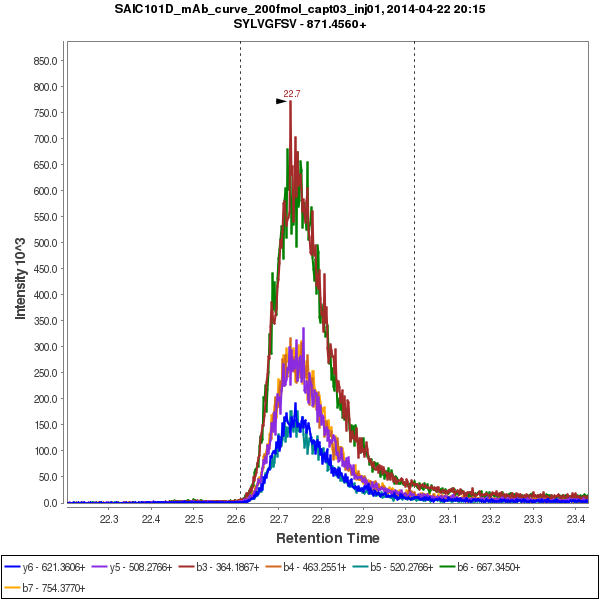 SAIC101D_mAb_curve_200fmol_capt03_inj01, 2014-04-22 20:15
SYLVGFSV - 871.4560+
22.7
850.0
800.0
750.0
700.0
650.0
600.0
550.0
500.0
450.0
400.0
350.0
300.0
250.0
200.0
150.0
100.0
50.0
0.0
Intensity 10^3
22.3 22.4 22.5 22.6 22.7 22.8 22.9 23.0 23.1 23.2 23.3 23.4
Retention Time
y6 - 621.3606+ y5 - 508.2766+ b3 - 364.1867+ b4 - 463.2551+ b5 - 520.2766+ b6 - 667.3450+
b7 - 754.3770+